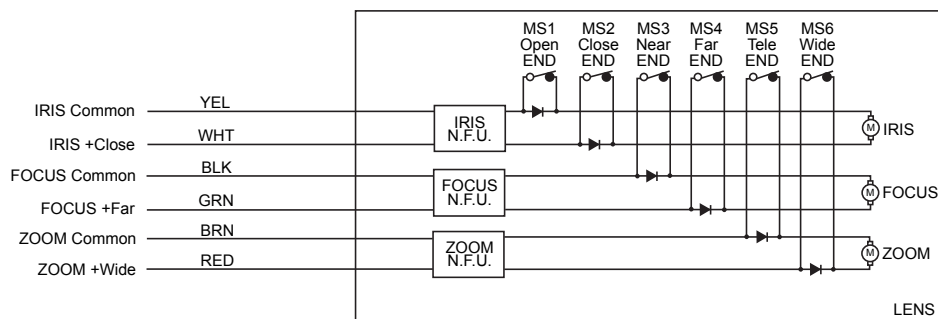 MS1 MS2 MS3 MS4 MS5 MS6
Open Close Near Far Tele Wide
END END END END END END
IRIS Common YEL
IRIS N.F.U.
M IRIS
IRIS +Close WHT
FOCUS Common BLK
FOCUS N.F.U.
M FOCUS
FOCUS +Far GRN
ZOOM Common BRN
ZOOM N.F.U.
M ZOOM
ZOOM +Wide RED
LENS